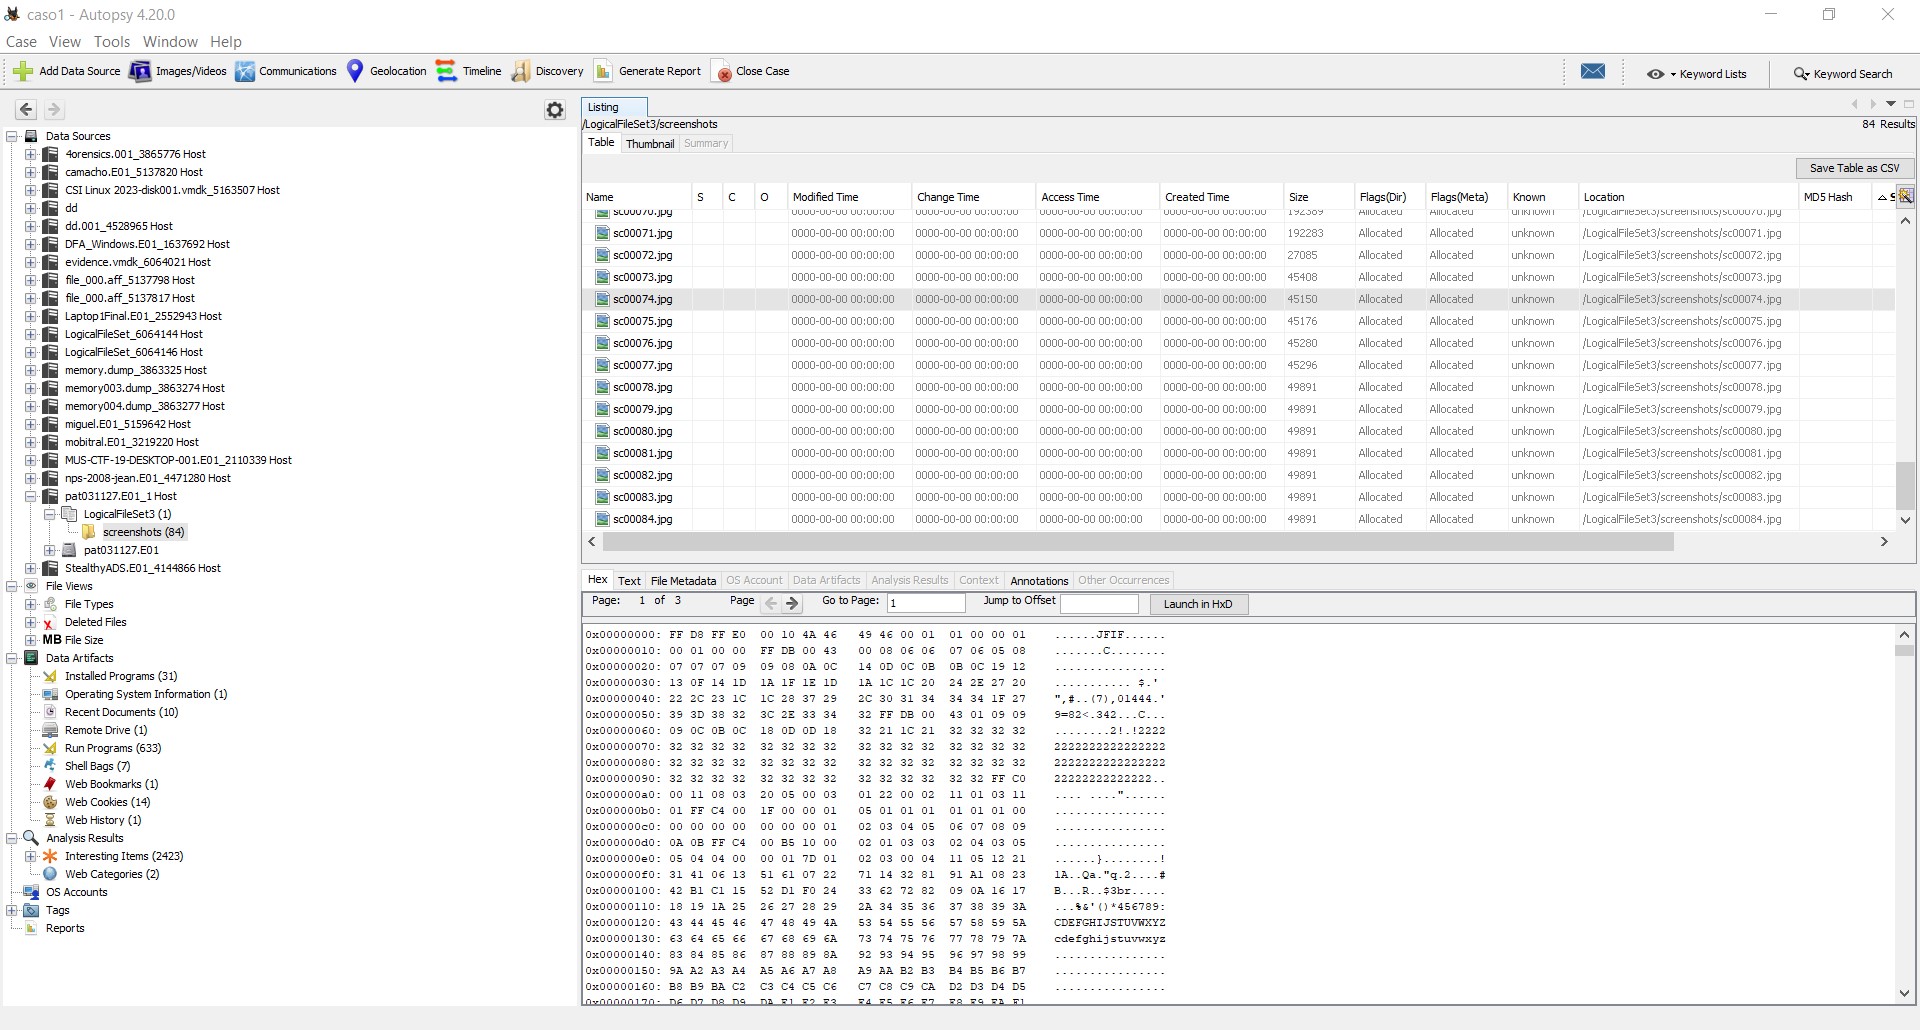 caso1 - Autopsy 4.20.0
Case View Tools Window Help
Add Data Source Images/Videos Communications Geolocation Timeline Discovery Generate Report Close Case Keyword Lists Keyword Search
Data Sources
4orensics.001_3865776 Host
camacho.E01_5137820 Host
CSI Linux 2023-disk001.vmdk_5163507 Host
dd
dd.001_4528965 Host
DFA_Windows.E01_1637692 Host
evidence.vmdk_6064021 Host
file_000.aff_5137798 Host
file_000.aff_5137817 Host
Laptop1Final.E01_2552943 Host
LogicalFileSet_6064144 Host
LogicalFileSet_6064146 Host
memory.dump_3863325 Host
memory003.dump_3863274 Host
memory004.dump_3863277 Host
miguel.E01_5159642 Host
mobitral.E01_3219220 Host
MUS-CTF-19-DESKTOP-001.E01_2110339 Host
nps-2008-jean.E01_4471280 Host
pat031127.E01_1 Host
LogicalFileSet3 (1)
screenshots (84)
pat031127.E01
StealthyADS.E01_4144866 Host
File Views
File Types
Deleted Files
MB File Size
Data Artifacts
Installed Programs (31)
Operating System Information (1)
Recent Documents (10)
Remote Drive (1)
Run Programs (633)
Shell Bags (7)
Web Bookmarks (1)
Web Cookies (14)
Web History (1)
Analysis Results
Interesting Items (2423)
Web Categories (2)
OS Accounts
Tags
Reports
Listing
/LogicalFileSet3/screenshots 84 Results
Table Thumbnail Summary
Save Table as CSV
Name S C O Modified Time Change Time Access Time Created Time Size Flags(Dir) Flags(Meta) Known Location MD5 Hash
sc00070.jpg 0000-00-00 00:00:00 0000-00-00 00:00:00 0000-00-00 00:00:00 0000-00-00 00:00:00 192389 Allocated Allocated unknown /LogicalFileSet3/screenshots/sc00070.jpg
sc00071.jpg 0000-00-00 00:00:00 0000-00-00 00:00:00 0000-00-00 00:00:00 0000-00-00 00:00:00 192283 Allocated Allocated unknown /LogicalFileSet3/screenshots/sc00071.jpg
sc00072.jpg 0000-00-00 00:00:00 0000-00-00 00:00:00 0000-00-00 00:00:00 0000-00-00 00:00:00 27085 Allocated Allocated unknown /LogicalFileSet3/screenshots/sc00072.jpg
sc00073.jpg 0000-00-00 00:00:00 0000-00-00 00:00:00 0000-00-00 00:00:00 0000-00-00 00:00:00 45408 Allocated Allocated unknown /LogicalFileSet3/screenshots/sc00073.jpg
sc00074.jpg 0000-00-00 00:00:00 0000-00-00 00:00:00 0000-00-00 00:00:00 0000-00-00 00:00:00 45150 Allocated Allocated unknown /LogicalFileSet3/screenshots/sc00074.jpg
sc00075.jpg 0000-00-00 00:00:00 0000-00-00 00:00:00 0000-00-00 00:00:00 0000-00-00 00:00:00 45176 Allocated Allocated unknown /LogicalFileSet3/screenshots/sc00075.jpg
sc00076.jpg 0000-00-00 00:00:00 0000-00-00 00:00:00 0000-00-00 00:00:00 0000-00-00 00:00:00 45280 Allocated Allocated unknown /LogicalFileSet3/screenshots/sc00076.jpg
sc00077.jpg 0000-00-00 00:00:00 0000-00-00 00:00:00 0000-00-00 00:00:00 0000-00-00 00:00:00 45296 Allocated Allocated unknown /LogicalFileSet3/screenshots/sc00077.jpg
sc00078.jpg 0000-00-00 00:00:00 0000-00-00 00:00:00 0000-00-00 00:00:00 0000-00-00 00:00:00 49891 Allocated Allocated unknown /LogicalFileSet3/screenshots/sc00078.jpg
sc00079.jpg 0000-00-00 00:00:00 0000-00-00 00:00:00 0000-00-00 00:00:00 0000-00-00 00:00:00 49891 Allocated Allocated unknown /LogicalFileSet3/screenshots/sc00079.jpg
sc00080.jpg 0000-00-00 00:00:00 0000-00-00 00:00:00 0000-00-00 00:00:00 0000-00-00 00:00:00 49891 Allocated Allocated unknown /LogicalFileSet3/screenshots/sc00080.jpg
sc00081.jpg 0000-00-00 00:00:00 0000-00-00 00:00:00 0000-00-00 00:00:00 0000-00-00 00:00:00 49891 Allocated Allocated unknown /LogicalFileSet3/screenshots/sc00081.jpg
sc00082.jpg 0000-00-00 00:00:00 0000-00-00 00:00:00 0000-00-00 00:00:00 0000-00-00 00:00:00 49891 Allocated Allocated unknown /LogicalFileSet3/screenshots/sc00082.jpg
sc00083.jpg 0000-00-00 00:00:00 0000-00-00 00:00:00 0000-00-00 00:00:00 0000-00-00 00:00:00 49891 Allocated Allocated unknown /LogicalFileSet3/screenshots/sc00083.jpg
sc00084.jpg 0000-00-00 00:00:00 0000-00-00 00:00:00 0000-00-00 00:00:00 0000-00-00 00:00:00 49891 Allocated Allocated unknown /LogicalFileSet3/screenshots/sc00084.jpg
Hex Text File Metadata OS Account Data Artifacts Analysis Results Context Annotations Other Occurrences
Page: 1 of 3 Page Go to Page: 1 Jump to Offset Launch in HxD
0x00000000: FF D8 FF E0 00 10 4A 46 49 46 00 01 01 00 00 01 ......JFIF......
0x00000010: 00 01 00 00 FF DB 00 43 00 08 06 06 07 06 05 08 .......C........
0x00000020: 07 07 07 09 09 08 0A 0C 14 0D 0C 0B 0B 0C 19 12 ................
0x00000030: 13 0F 14 1D 1A 1F 1E 1D 1A 1C 1C 20 24 2E 27 20 ........... $.'
0x00000040: 22 2C 23 1C 1C 28 37 29 2C 30 31 34 34 34 1F 27 ",#..(7),01444.'
0x00000050: 39 3D 38 32 3C 2E 33 34 32 FF DB 00 43 01 09 09 9=82<.342...C...
0x00000060: 09 0C 0B 0C 18 0D 0D 18 32 21 1C 21 32 32 32 32 ........2!.!2222
0x00000070: 32 32 32 32 32 32 32 32 32 32 32 32 32 32 32 32 2222222222222222
0x00000080: 32 32 32 32 32 32 32 32 32 32 32 32 32 32 32 32 2222222222222222
0x00000090: 32 32 32 32 32 32 32 32 32 32 32 32 32 32 FF C0 22222222222222..
0x000000a0: 00 11 08 03 20 05 00 03 01 22 00 02 11 01 03 11 .... ...."......
0x000000b0: 01 FF C4 00 1F 00 00 01 05 01 01 01 01 01 01 00 ................
0x000000c0: 00 00 00 00 00 00 00 01 02 03 04 05 06 07 08 09 ................
0x000000d0: 0A 0B FF C4 00 B5 10 00 02 01 03 03 02 04 03 05 ................
0x000000e0: 05 04 04 00 00 01 7D 01 02 03 00 04 11 05 12 21 ......}........!
0x000000f0: 31 41 06 13 51 61 07 22 71 14 32 81 91 A1 08 23 1A..Qa."q.2....#
0x00000100: 42 B1 C1 15 52 D1 F0 24 33 62 72 82 09 0A 16 17 B...R..$3br.....
0x00000110: 18 19 1A 25 26 27 28 29 2A 34 35 36 37 38 39 3A ...%&'()*456789:
0x00000120: 43 44 45 46 47 48 49 4A 53 54 55 56 57 58 59 5A CDEFGHIJSTUVWXYZ
0x00000130: 63 64 65 66 67 68 69 6A 73 74 75 76 77 78 79 7A cdefghijstuvwxyz
0x00000140: 83 84 85 86 87 88 89 8A 92 93 94 95 96 97 98 99 ................
0x00000150: 9A A2 A3 A4 A5 A6 A7 A8 A9 AA B2 B3 B4 B5 B6 B7 ................
0x00000160: B8 B9 BA C2 C3 C4 C5 C6 C7 C8 C9 CA D2 D3 D4 D5 ................
0x00000170: D6 D7 D8 D9 DA E1 E2 E3 E4 E5 E6 E7 E8 E9 EA F1